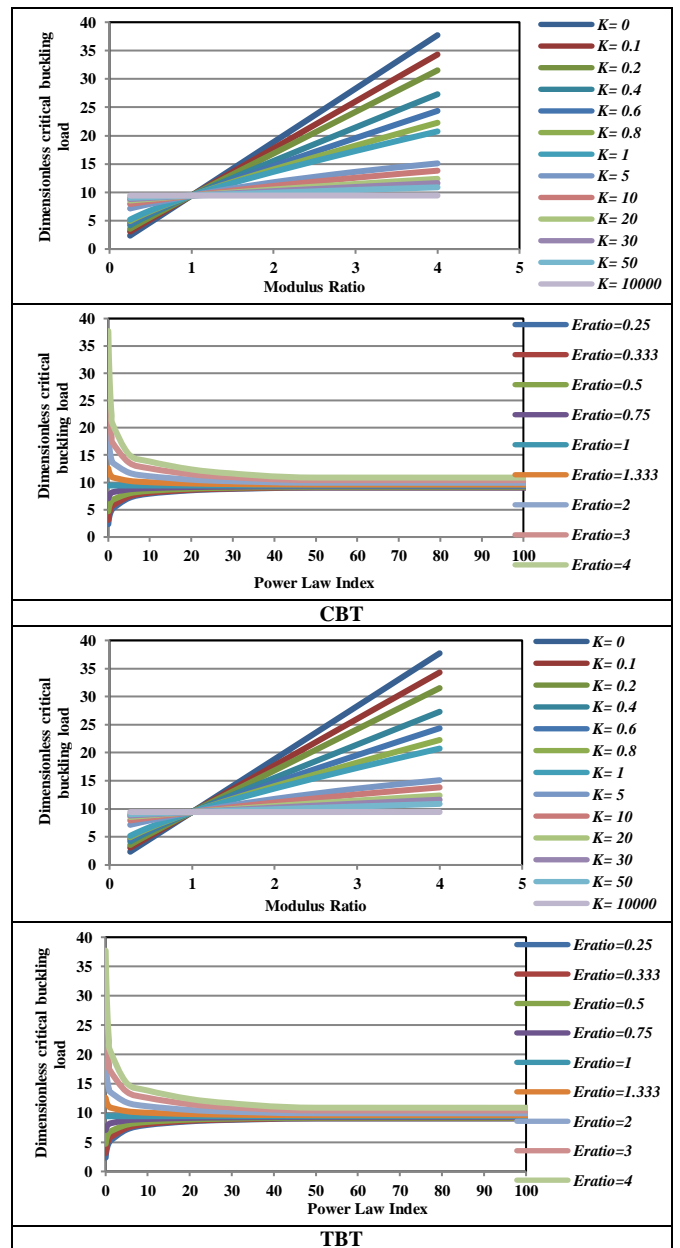 Dimensionless critical buckling
load
40
35
30
25
20
15
10
5
0
0
1
2
3
4
5
Modulus Ratio
K= 0
K= 0.1
K= 0.2
K= 0.4
K= 0.6
K= 0.8
K= 1
K= 5
K= 10
K= 20
K= 30
K= 50
K= 10000
Dimensionless critical
buckling load
40
35
30
25
20
15
10
5
0
0
10
20
30
40
50
60
70
80
90
100
Power Law Index
Eratio=0.25
Eratio=0.333
Eratio=0.5
Eratio=0.75
Eratio=1
Eratio=1.333
Eratio=2
Eratio=3
Eratio=4
CBT
Dimensionless critical
buckling load
40
35
30
25
20
15
10
5
0
0
1
2
3
4
5
Modulus Ratio
K= 0
K= 0.1
K= 0.2
K= 0.4
K= 0.6
K= 0.8
K= 1
K= 5
K= 10
K= 20
K= 30
K= 50
K= 10000
Dimensionless critical buckling
load
40
35
30
25
20
15
10
5
0
0
10
20
30
40
50
60
70
80
90
100
Power Law Index
Eratio=0.25
Eratio=0.333
Eratio=0.5
Eratio=0.75
Eratio=1
Eratio=1.333
Eratio=2
Eratio=3
Eratio=4
TBT